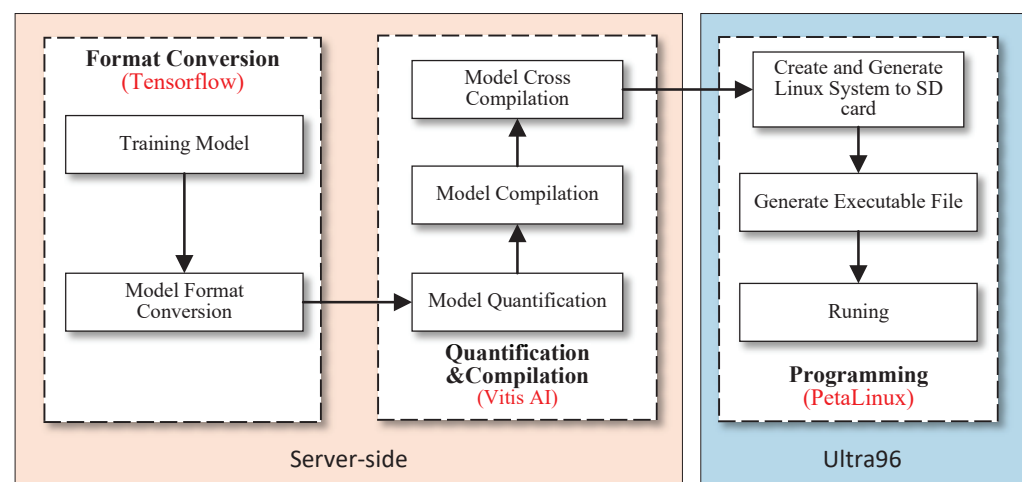 Format Conversion
(Tensorflow)
Training Model
Model Format
Conversion
Model Cross
Compilation
Model Compilation
Model Quantification
Quantification
&Compilation
(Vitis AI)
Server-side
Create and Generate
Linux System to SD
card
Generate Executable File
Runing
Programming
(PetaLinux)
Ultra96